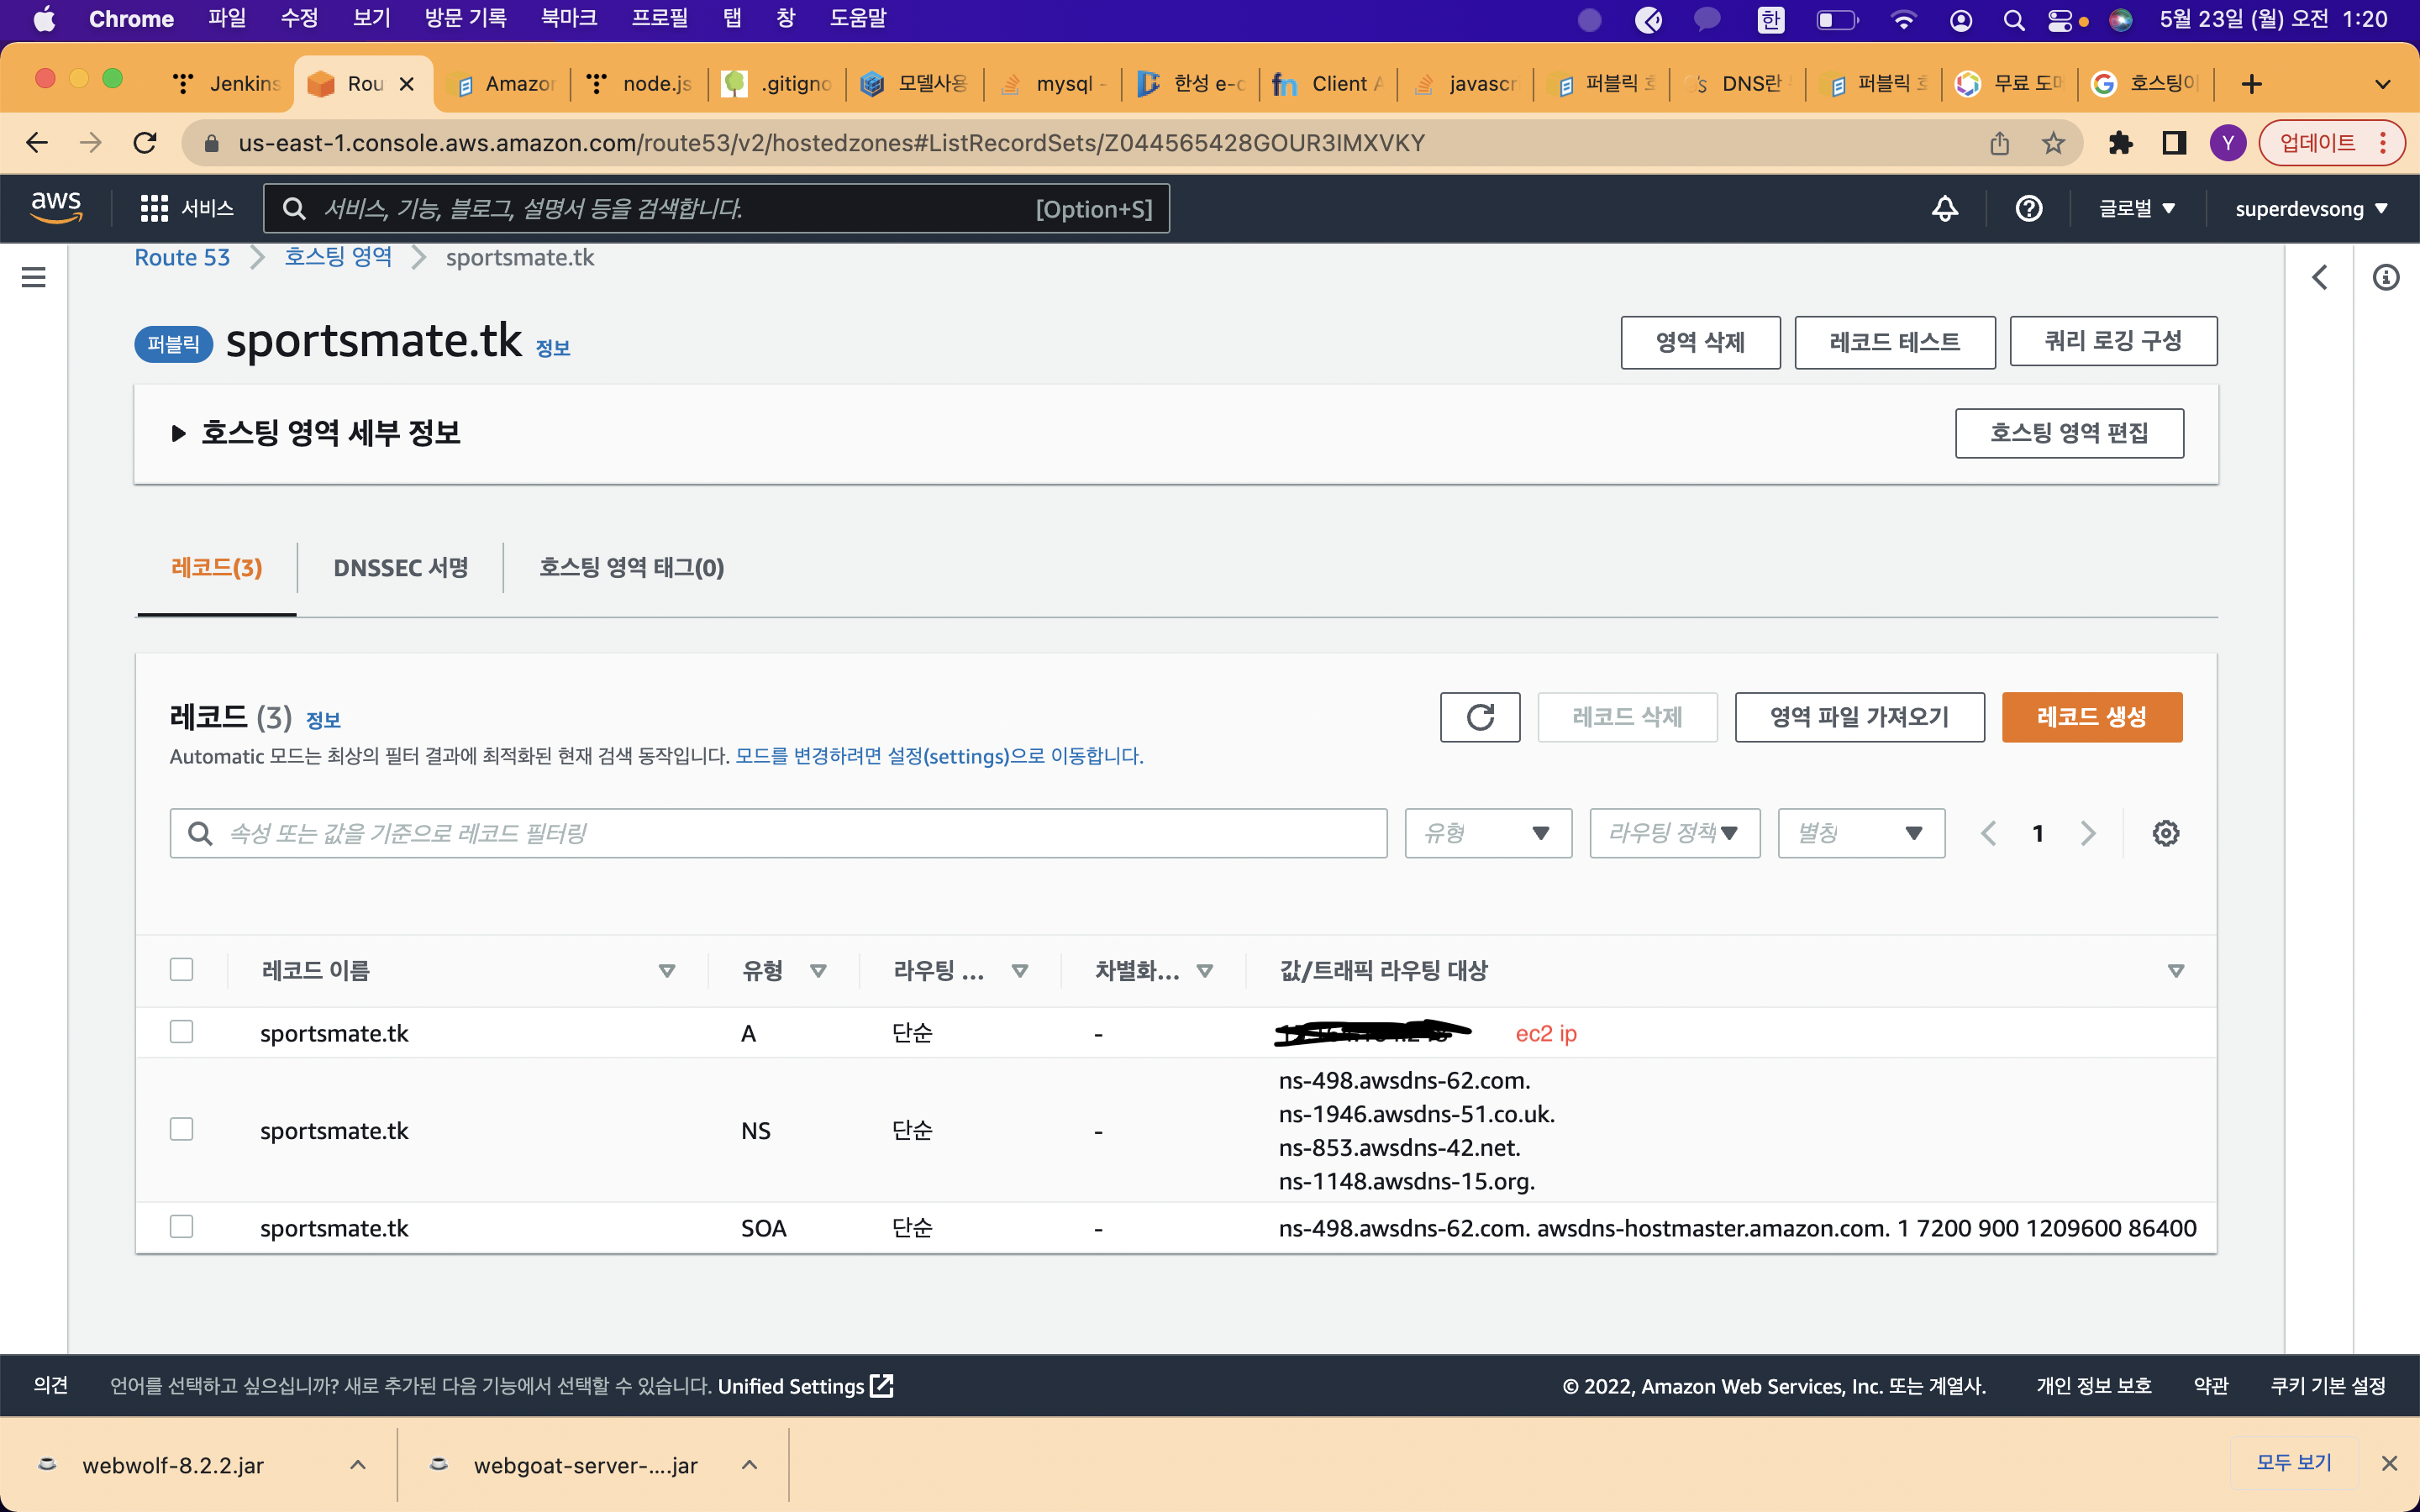 Chrome 파일 수정 보기 방문 기록 북마크 프로필 탭 창 도움말 한 5월 23일 (월) 오전 1:20
Jenkins Rou Amazon node.js .gitigno 모델사용 mysql - 한성 e-c Client A javascr 퍼블릭 호 DNS란 퍼블릭 호 무료 도메 호스팅이
us-east-1.console.aws.amazon.com/route53/v2/hostedzones#ListRecordSets/Z044565428GOUR3IMXVKY Y 업데이트
aws 서비스 서비스, 기능, 블로그, 설명서 등을 검색합니다. [Option+S] 글로벌 superdevsong
Route 53 호스팅 영역 sportsmate.tk
퍼블릭 sportsmate.tk 정보 영역 삭제 레코드 테스트 쿼리 로깅 구성
호스팅 영역 세부 정보 호스팅 영역 편집
레코드(3) DNSSEC 서명 호스팅 영역 태그(0)
레코드 (3) 정보 레코드 삭제 영역 파일 가져오기 레코드 생성
Automatic 모드는 최상의 필터 결과에 최적화된 현재 검색 동작입니다. 모드를 변경하려면 설정(settings)으로 이동합니다.
속성 또는 값을 기준으로 레코드 필터링 유형 라우팅 정책 별칭 1
레코드 이름 유형 라우팅 ... 차별화... 값/트래픽 라우팅 대상
sportsmate.tk A 단순 - ec2 ip
sportsmate.tk NS 단순 - ns-498.awsdns-62.com.
ns-1946.awsdns-51.co.uk.
ns-853.awsdns-42.net.
ns-1148.awsdns-15.org.
sportsmate.tk SOA 단순 - ns-498.awsdns-62.com. awsdns-hostmaster.amazon.com. 1 7200 900 1209600 86400
의견 언어를 선택하고 싶으십니까? 새로 추가된 다음 기능에서 선택할 수 있습니다. Unified Settings © 2022, Amazon Web Services, Inc. 또는 계열사. 개인 정보 보호 약관 쿠키 기본 설정
webwolf-8.2.2.jar webgoat-server-....jar 모두 보기